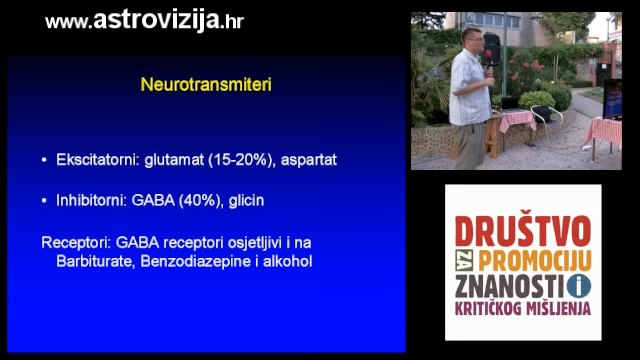 www.astrovizija.hr
Neurotransmiteri
• Ekscitatorni: glutamat (15-20%), aspartat
• Inhibitorni: GABA (40%), glicin
Receptori: GABA receptori osjetljivi i na
Barbiturate, Benzodiazepine i alkohol
DRUŠTVO
ZA PROMOCIJU
ZNANOSTI i
KRITIČKOG MIŠLJENJA